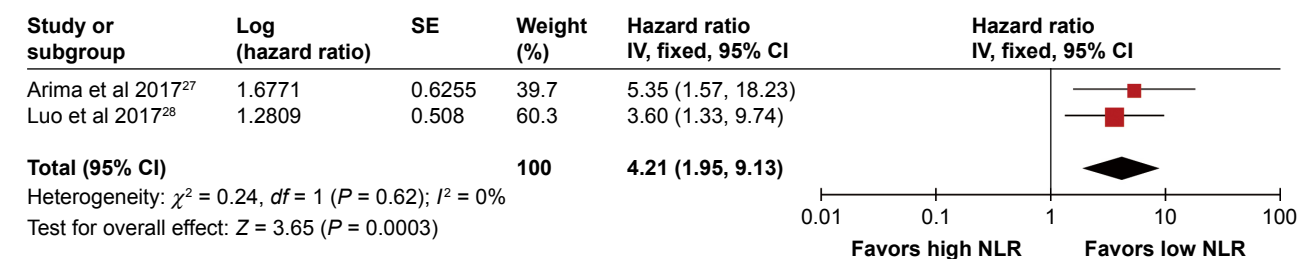 Study or subgroup Log (hazard ratio) SE Weight (%) Hazard ratio IV, fixed, 95% CI Hazard ratio IV, fixed, 95% CI
Arima et al 2017²⁷ 1.6771 0.6255 39.7 5.35 (1.57, 18.23)
Luo et al 2017²⁸ 1.2809 0.508 60.3 3.60 (1.33, 9.74)
Total (95% CI) 100 4.21 (1.95, 9.13)
Heterogeneity: χ² = 0.24, df = 1 (P = 0.62); I² = 0%
Test for overall effect: Z = 3.65 (P = 0.0003)
0.01 0.1 1 10 100
Favors high NLR Favors low NLR